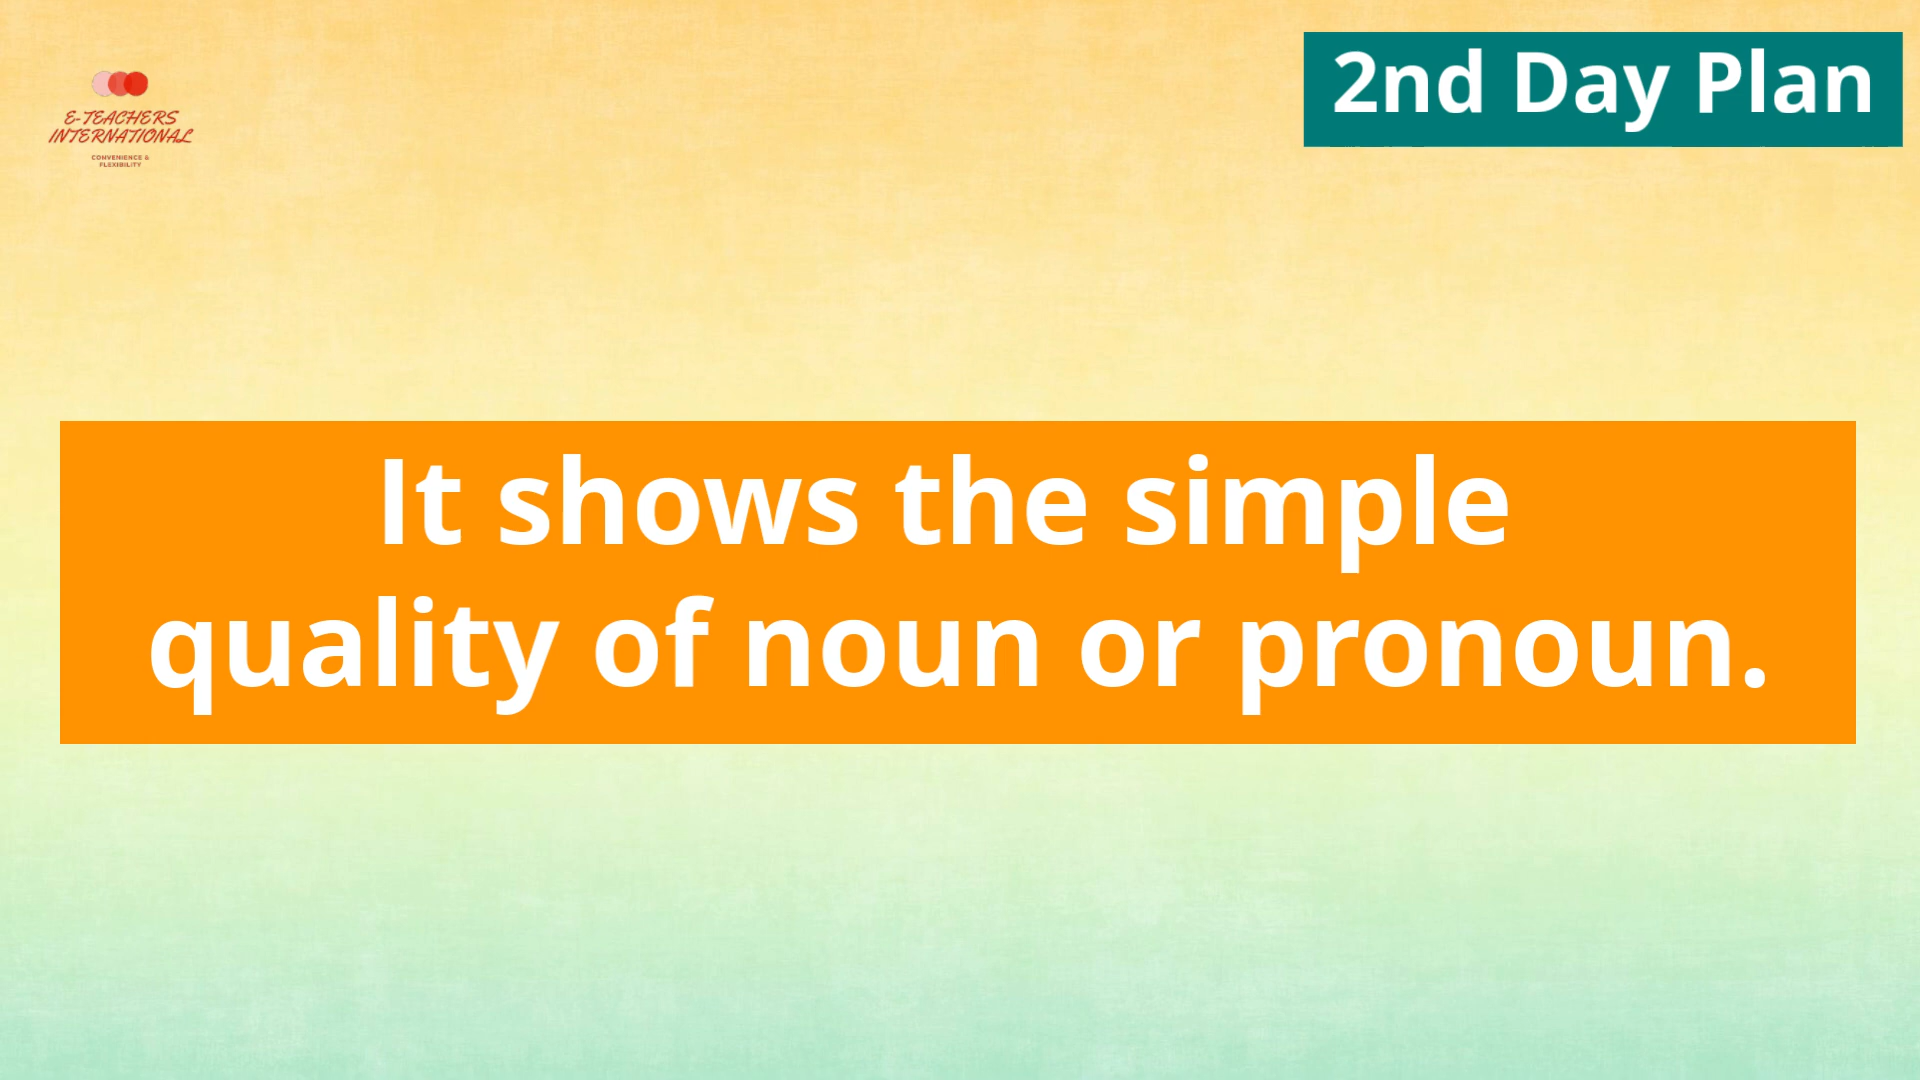 E-TEACHERS
INTERNATIONAL
CONVENIENCE &
FLEXIBILITY
2nd Day Plan
It shows the simple
quality of noun or pronoun.